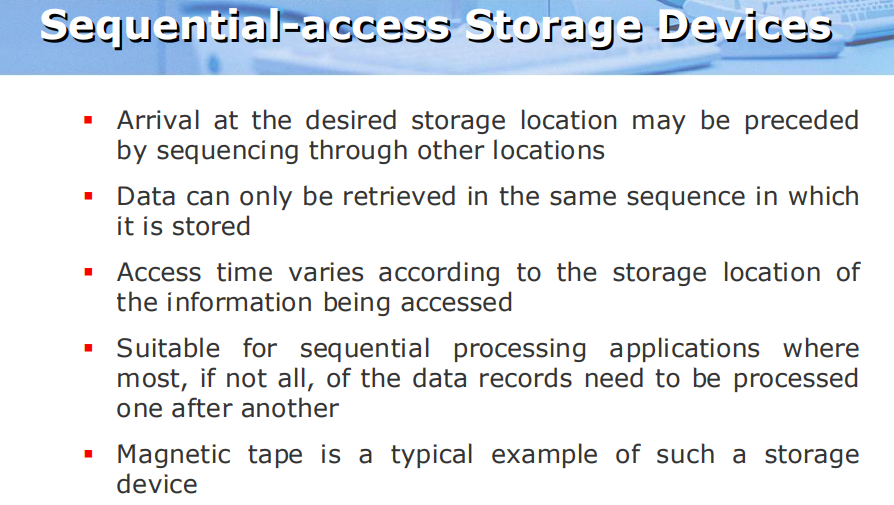 Sequential-access Storage Devices
Arrival at the desired storage location may be preceded
by sequencing through other locations
Data can only be retrieved in the same sequence in which
it is stored
Access time varies according to the storage location of
the information being accessed
Suitable for sequential processing applications where
most, if not all, of the data records need to be processed
one after another
Magnetic tape is a typical example of such a storage
device